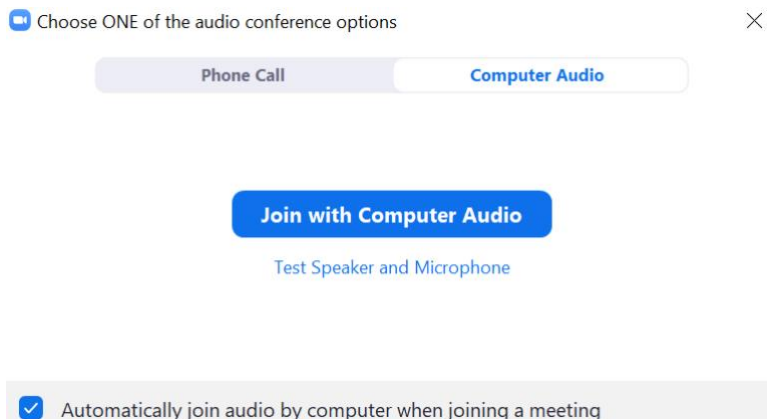 Choose ONE of the audio conference options
Phone Call Computer Audio
Join with Computer Audio
Test Speaker and Microphone
Automatically join audio by computer when joining a meeting